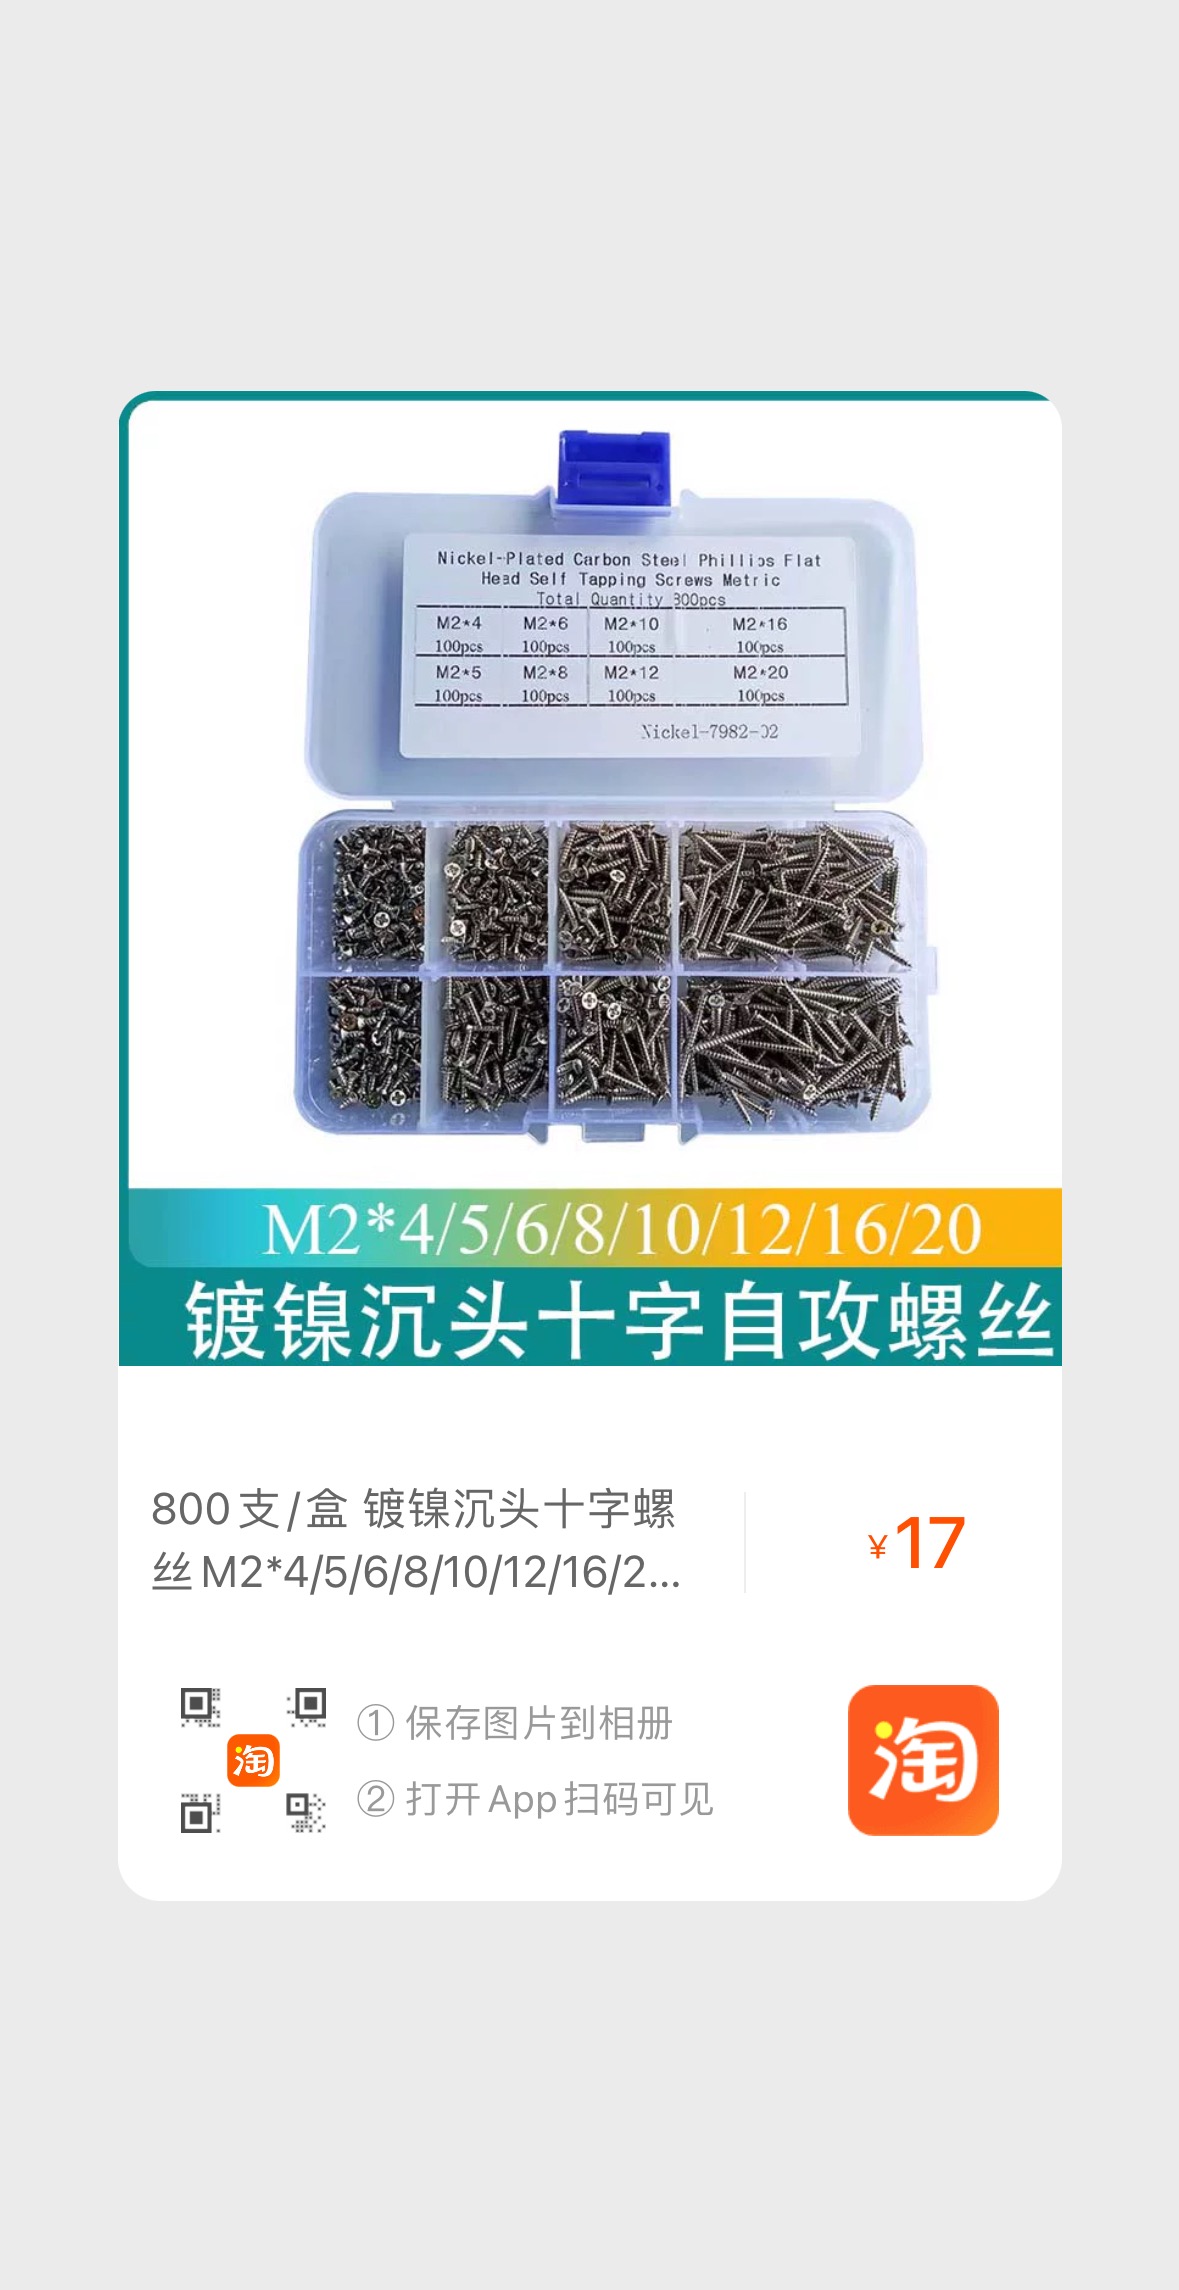 Nickel-Plated Carbon Steel Phillips Flat
Head Self Tapping Screws Metric
Total Quantity 800pcs
M2*4 M2*6 M2*10 M2*16
100pcs 100pcs 100pcs 100pcs
M2*5 M2*8 M2*12 M2*20
100pcs 100pcs 100pcs 100pcs
Nickel-7982-02
M2*4/5/6/8/10/12/16/20
镀镍沉头十字自攻螺丝
800支/盒 镀镍沉头十字螺
丝M2*4/5/6/8/10/12/16/2...
¥17
① 保存图片到相册
② 打开App扫码可见
淘
淘